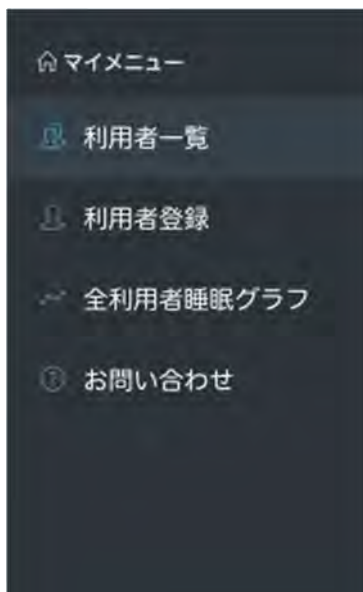 マイメニュー
利用者一覧
利用者登録
全利用者睡眠グラフ
お問い合わせ